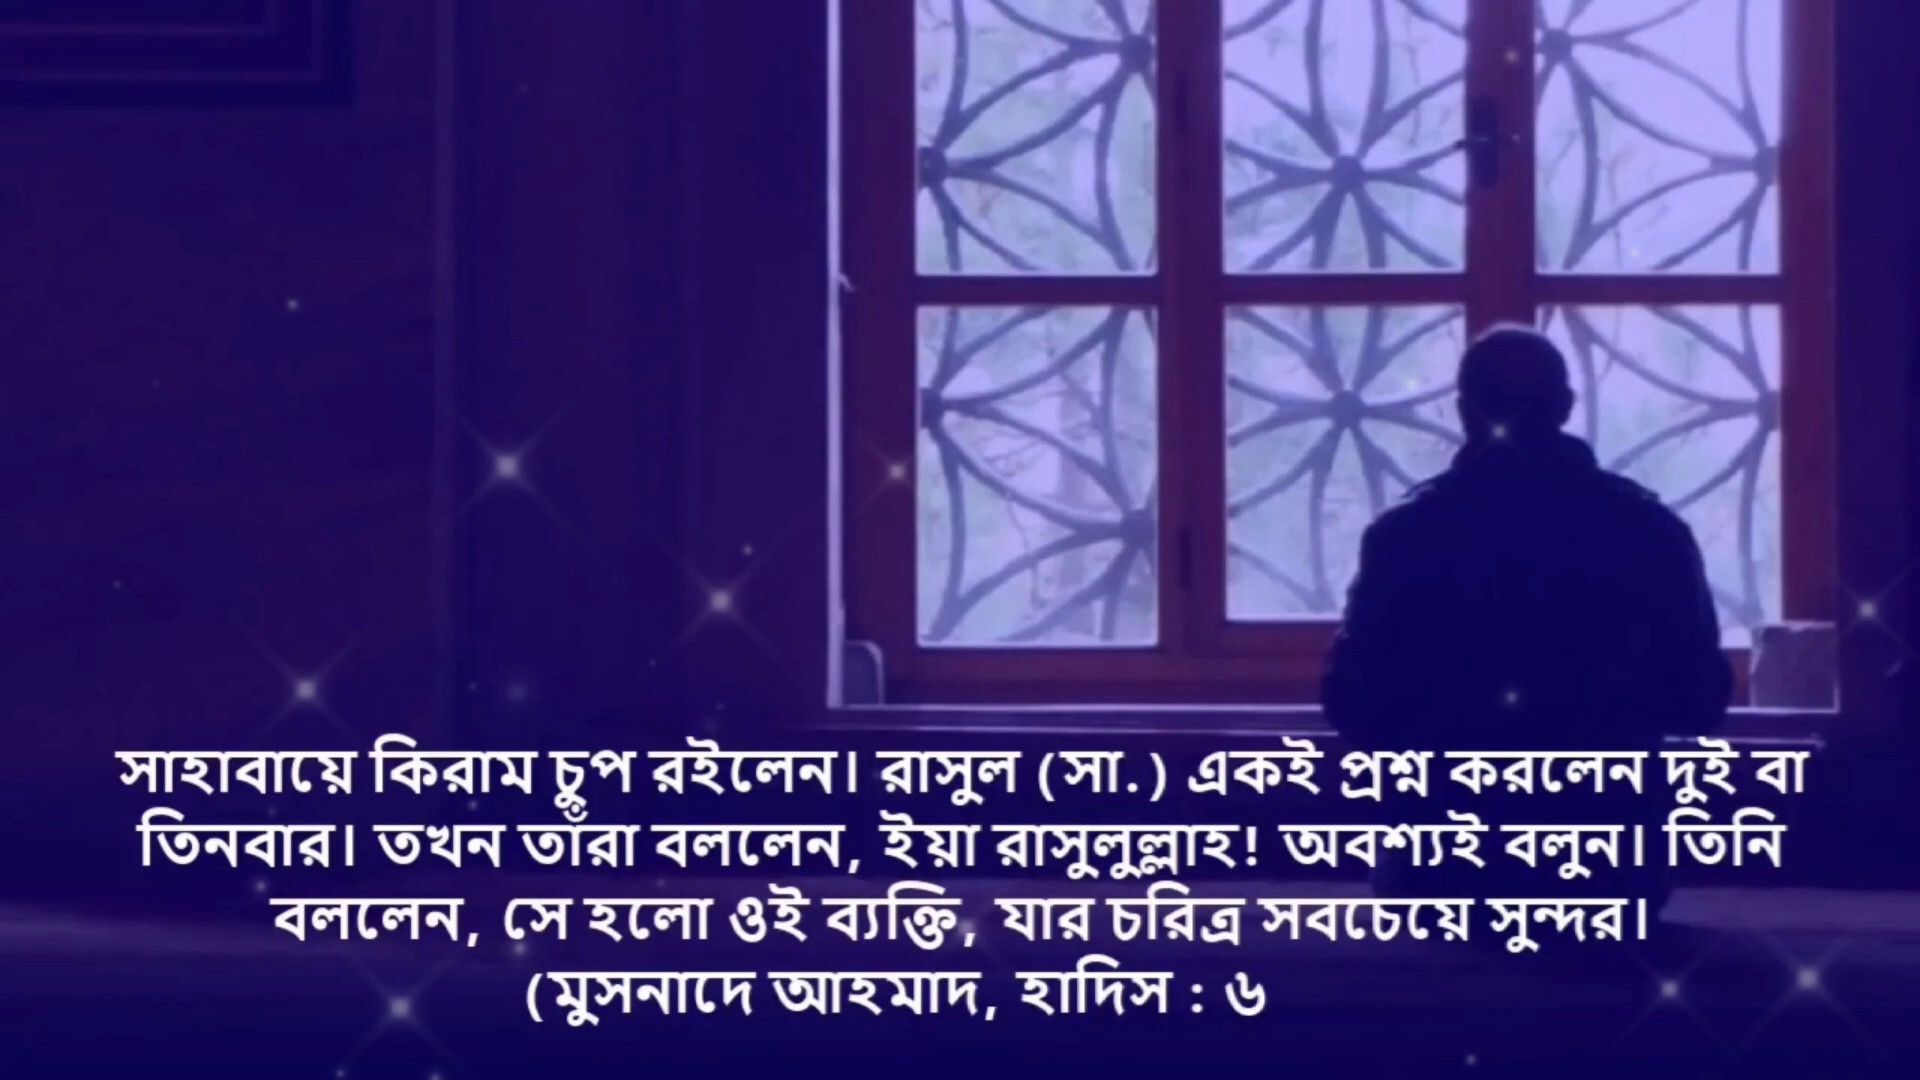 সাহাবায়ে কিরাম চুপ রইলেন। রাসুল (সা.) একই প্রশ্ন করলেন দুই বা
তিনবার। তখন তাঁরা বললেন, ইয়া রাসুলুল্লাহ! অবশ্যই বলুন। তিনি
বললেন, সে হলো ওই ব্যক্তি, যার চরিত্র সবচেয়ে সুন্দর।
(মুসনাদে আহমাদ, হাদিস : ৬